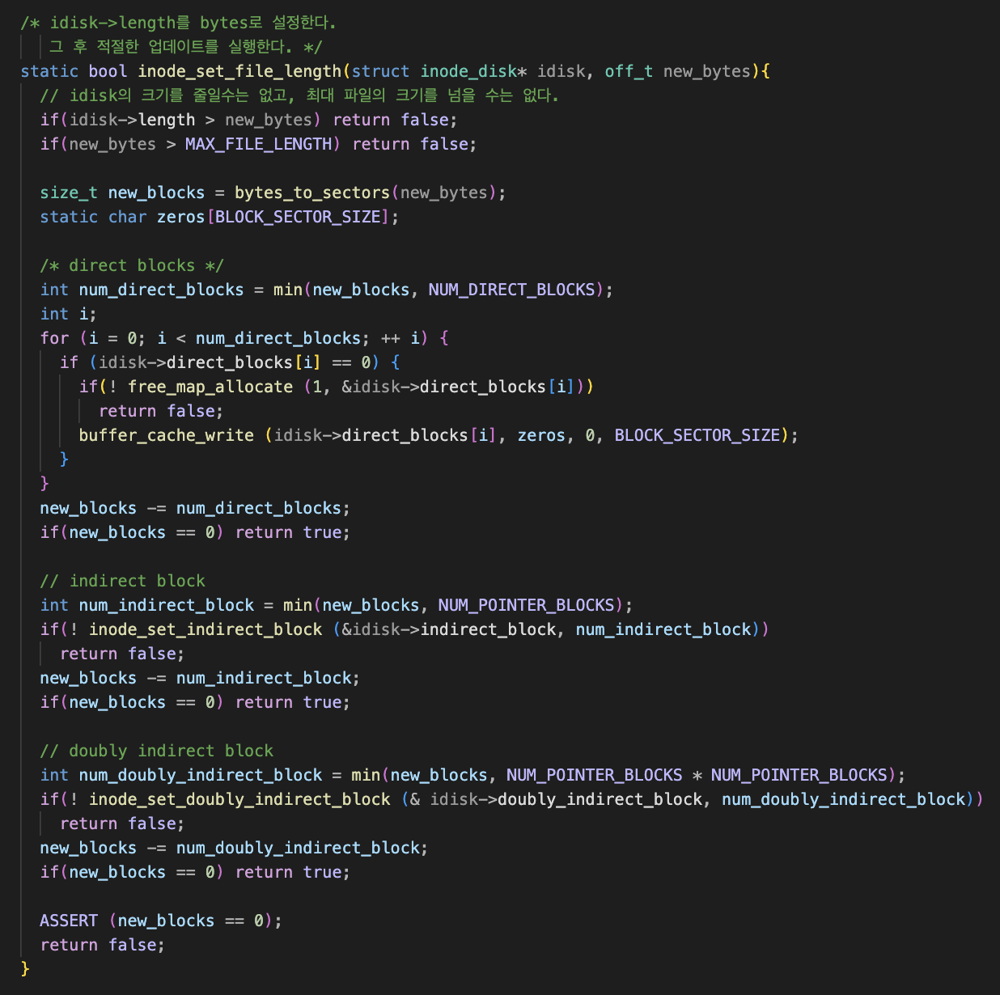 /* idisk->length를 bytes로 설정한다.
   그 후 적절한 업데이트를 실행한다. */
static bool inode_set_file_length(struct inode_disk* idisk, off_t new_bytes){
  // idisk의 크기를 줄일수는 없고, 최대 파일의 크기를 넘을 수는 없다.
  if(idisk->length > new_bytes) return false;
  if(new_bytes > MAX_FILE_LENGTH) return false;

  size_t new_blocks = bytes_to_sectors(new_bytes);
  static char zeros[BLOCK_SECTOR_SIZE];

  /* direct blocks */
  int num_direct_blocks = min(new_blocks, NUM_DIRECT_BLOCKS);
  int i;
  for (i = 0; i < num_direct_blocks; ++ i) {
    if (idisk->direct_blocks[i] == 0) {
      if(! free_map_allocate (1, &idisk->direct_blocks[i]))
        return false;
      buffer_cache_write (idisk->direct_blocks[i], zeros, 0, BLOCK_SECTOR_SIZE);
    }
  }
  new_blocks -= num_direct_blocks;
  if(new_blocks == 0) return true;

  // indirect block
  int num_indirect_block = min(new_blocks, NUM_POINTER_BLOCKS);
  if(! inode_set_indirect_block (&idisk->indirect_block, num_indirect_block))
    return false;
  new_blocks -= num_indirect_block;
  if(new_blocks == 0) return true;

  // doubly indirect block
  int num_doubly_indirect_block = min(new_blocks, NUM_POINTER_BLOCKS * NUM_POINTER_BLOCKS);
  if(! inode_set_doubly_indirect_block (& idisk->doubly_indirect_block, num_doubly_indirect_block))
    return false;
  new_blocks -= num_doubly_indirect_block;
  if(new_blocks == 0) return true;

  ASSERT (new_blocks == 0);
  return false;
}